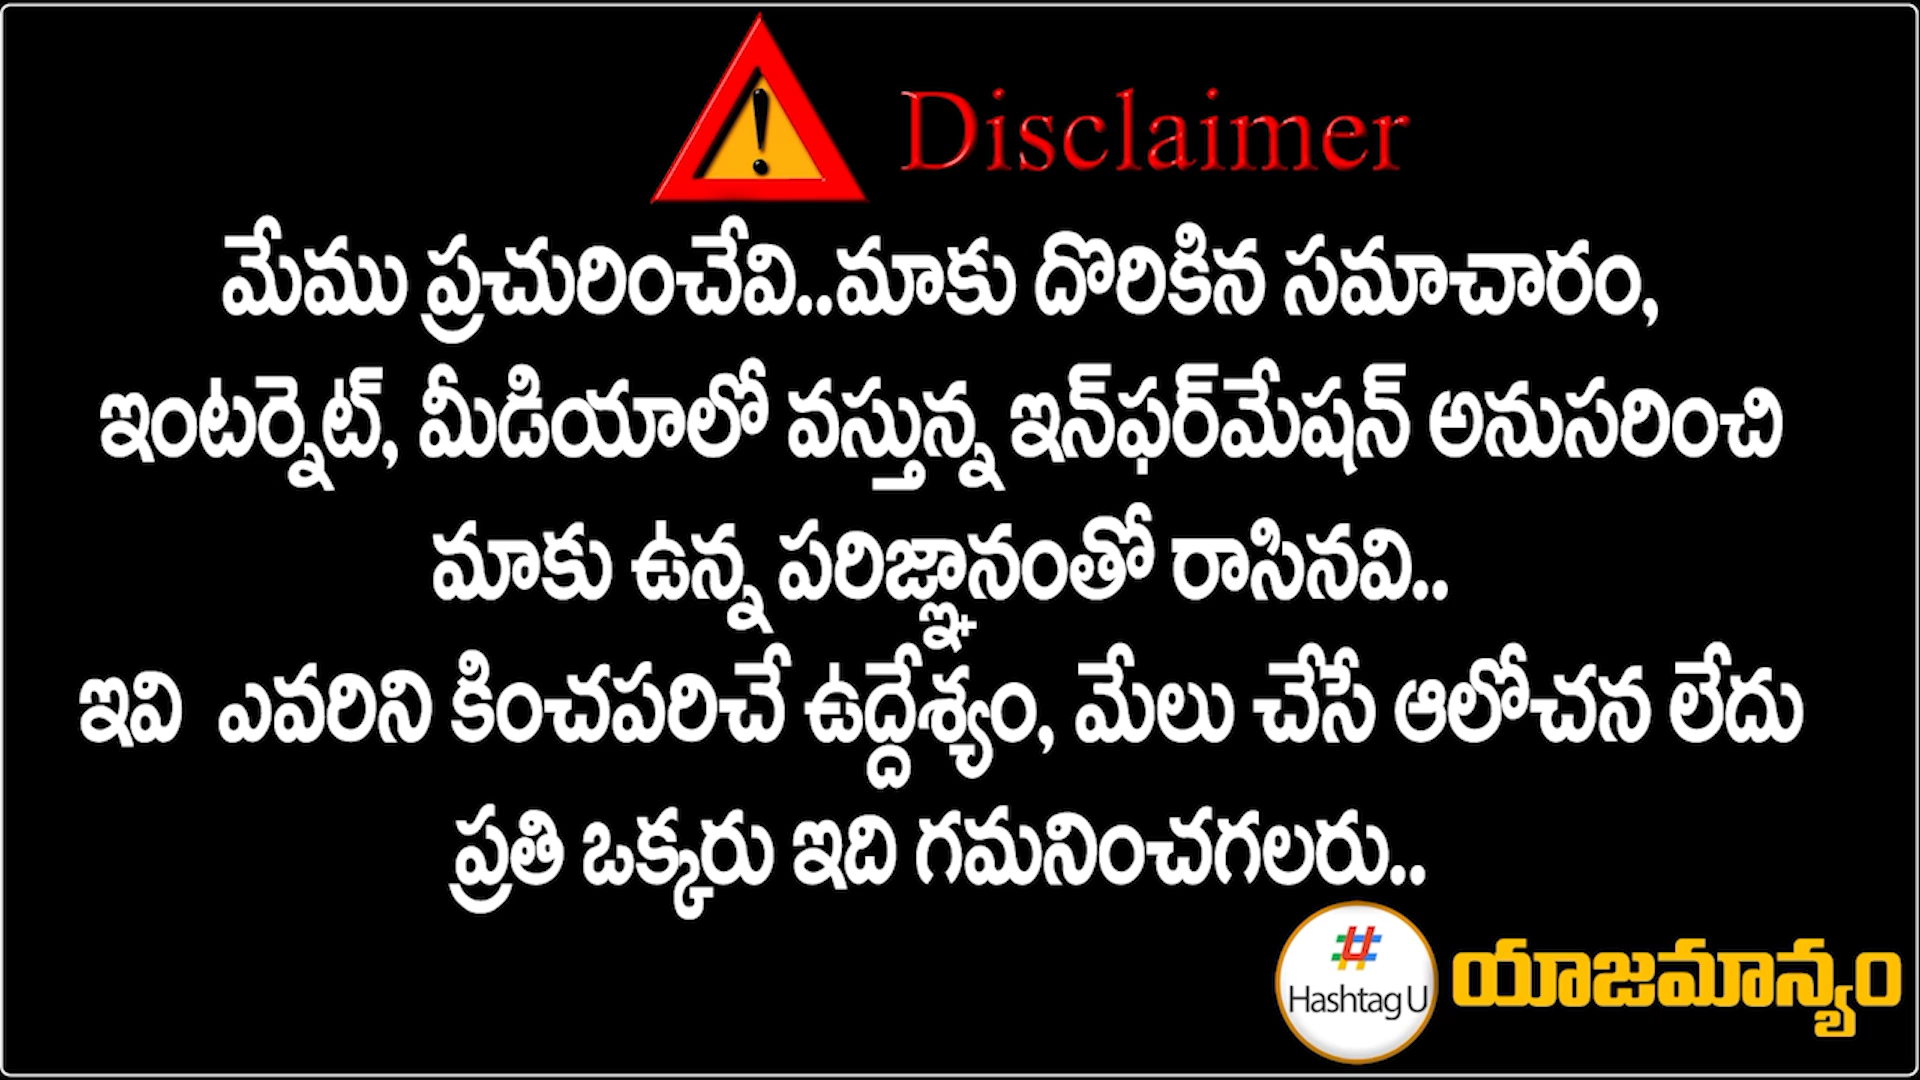 Disclaimer
మేము ప్రచురించేవి..మాకు దొరికిన సమాచారం,
ఇంటర్నెట్, మీడియాలో వస్తున్న ఇన్‌ఫర్‌మేషన్ అనుసరించి
మాకు ఉన్న పరిజ్ఞానంతో రాసినవి..
ఇవి ఎవరిని కించపరిచే ఉద్దేశ్యం, మేలు చేసే ఆలోచన లేదు
ప్రతి ఒక్కరు ఇది గమనించగలరు..
# Hashtag U యాజమాన్యం